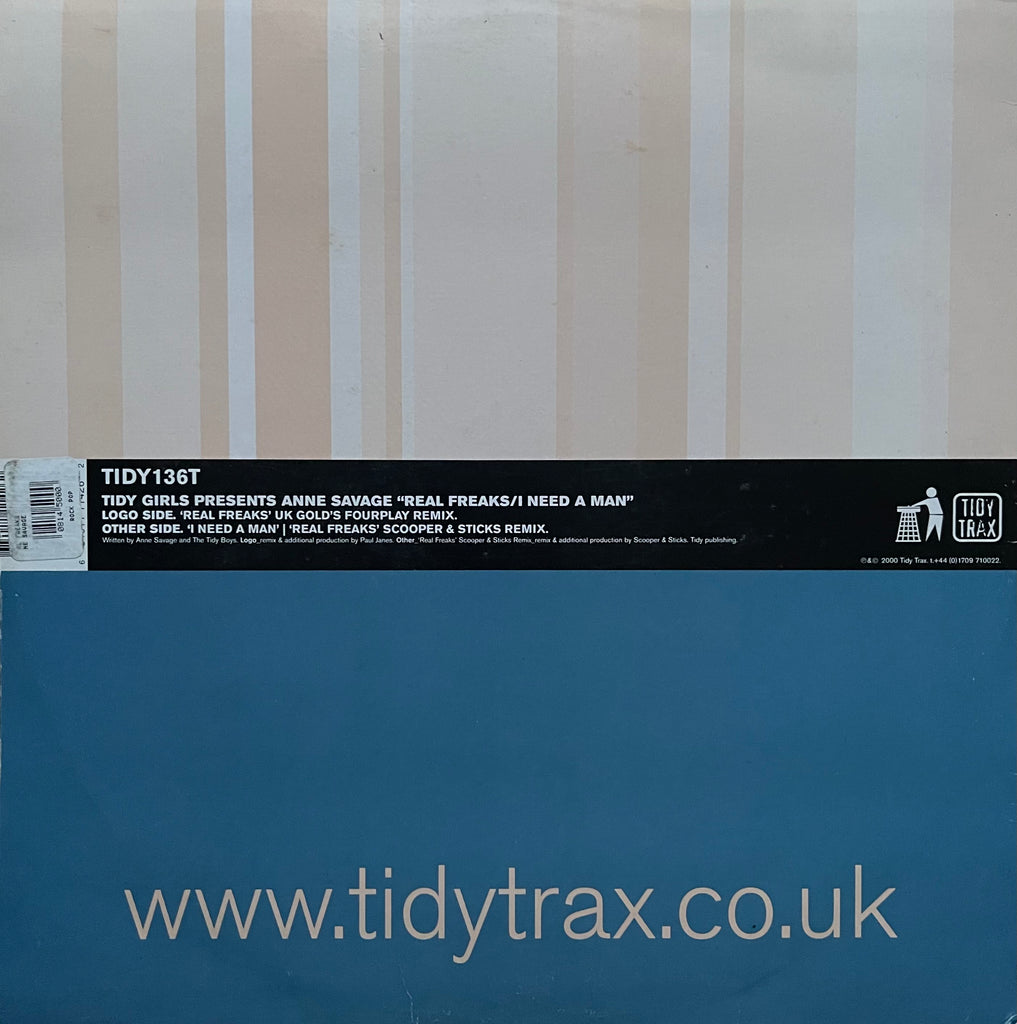 TIDY136T
TIDY GIRLS PRESENTS ANNE SAVAGE “REAL FREAKS/I NEED A MAN”
LOGO SIDE. ‘REAL FREAKS’ UK GOLD’S FOURPLAY REMIX.
OTHER SIDE. ‘I NEED A MAN’ | ‘REAL FREAKS’ SCOOPER & STICKS REMIX.
Written by Anne Savage and The Tidy Boys. Logo_remix & additional production by Paul Janes. Other_‘Real Freaks’ Scooper & Sticks Remix_remix & additional production by Scooper & Sticks. Tidy publishing.
TIDY
TRAX
℗&© 2000 Tidy Trax. t.+44 (0)1709 710022.
ROCK POP
www.tidytrax.co.uk